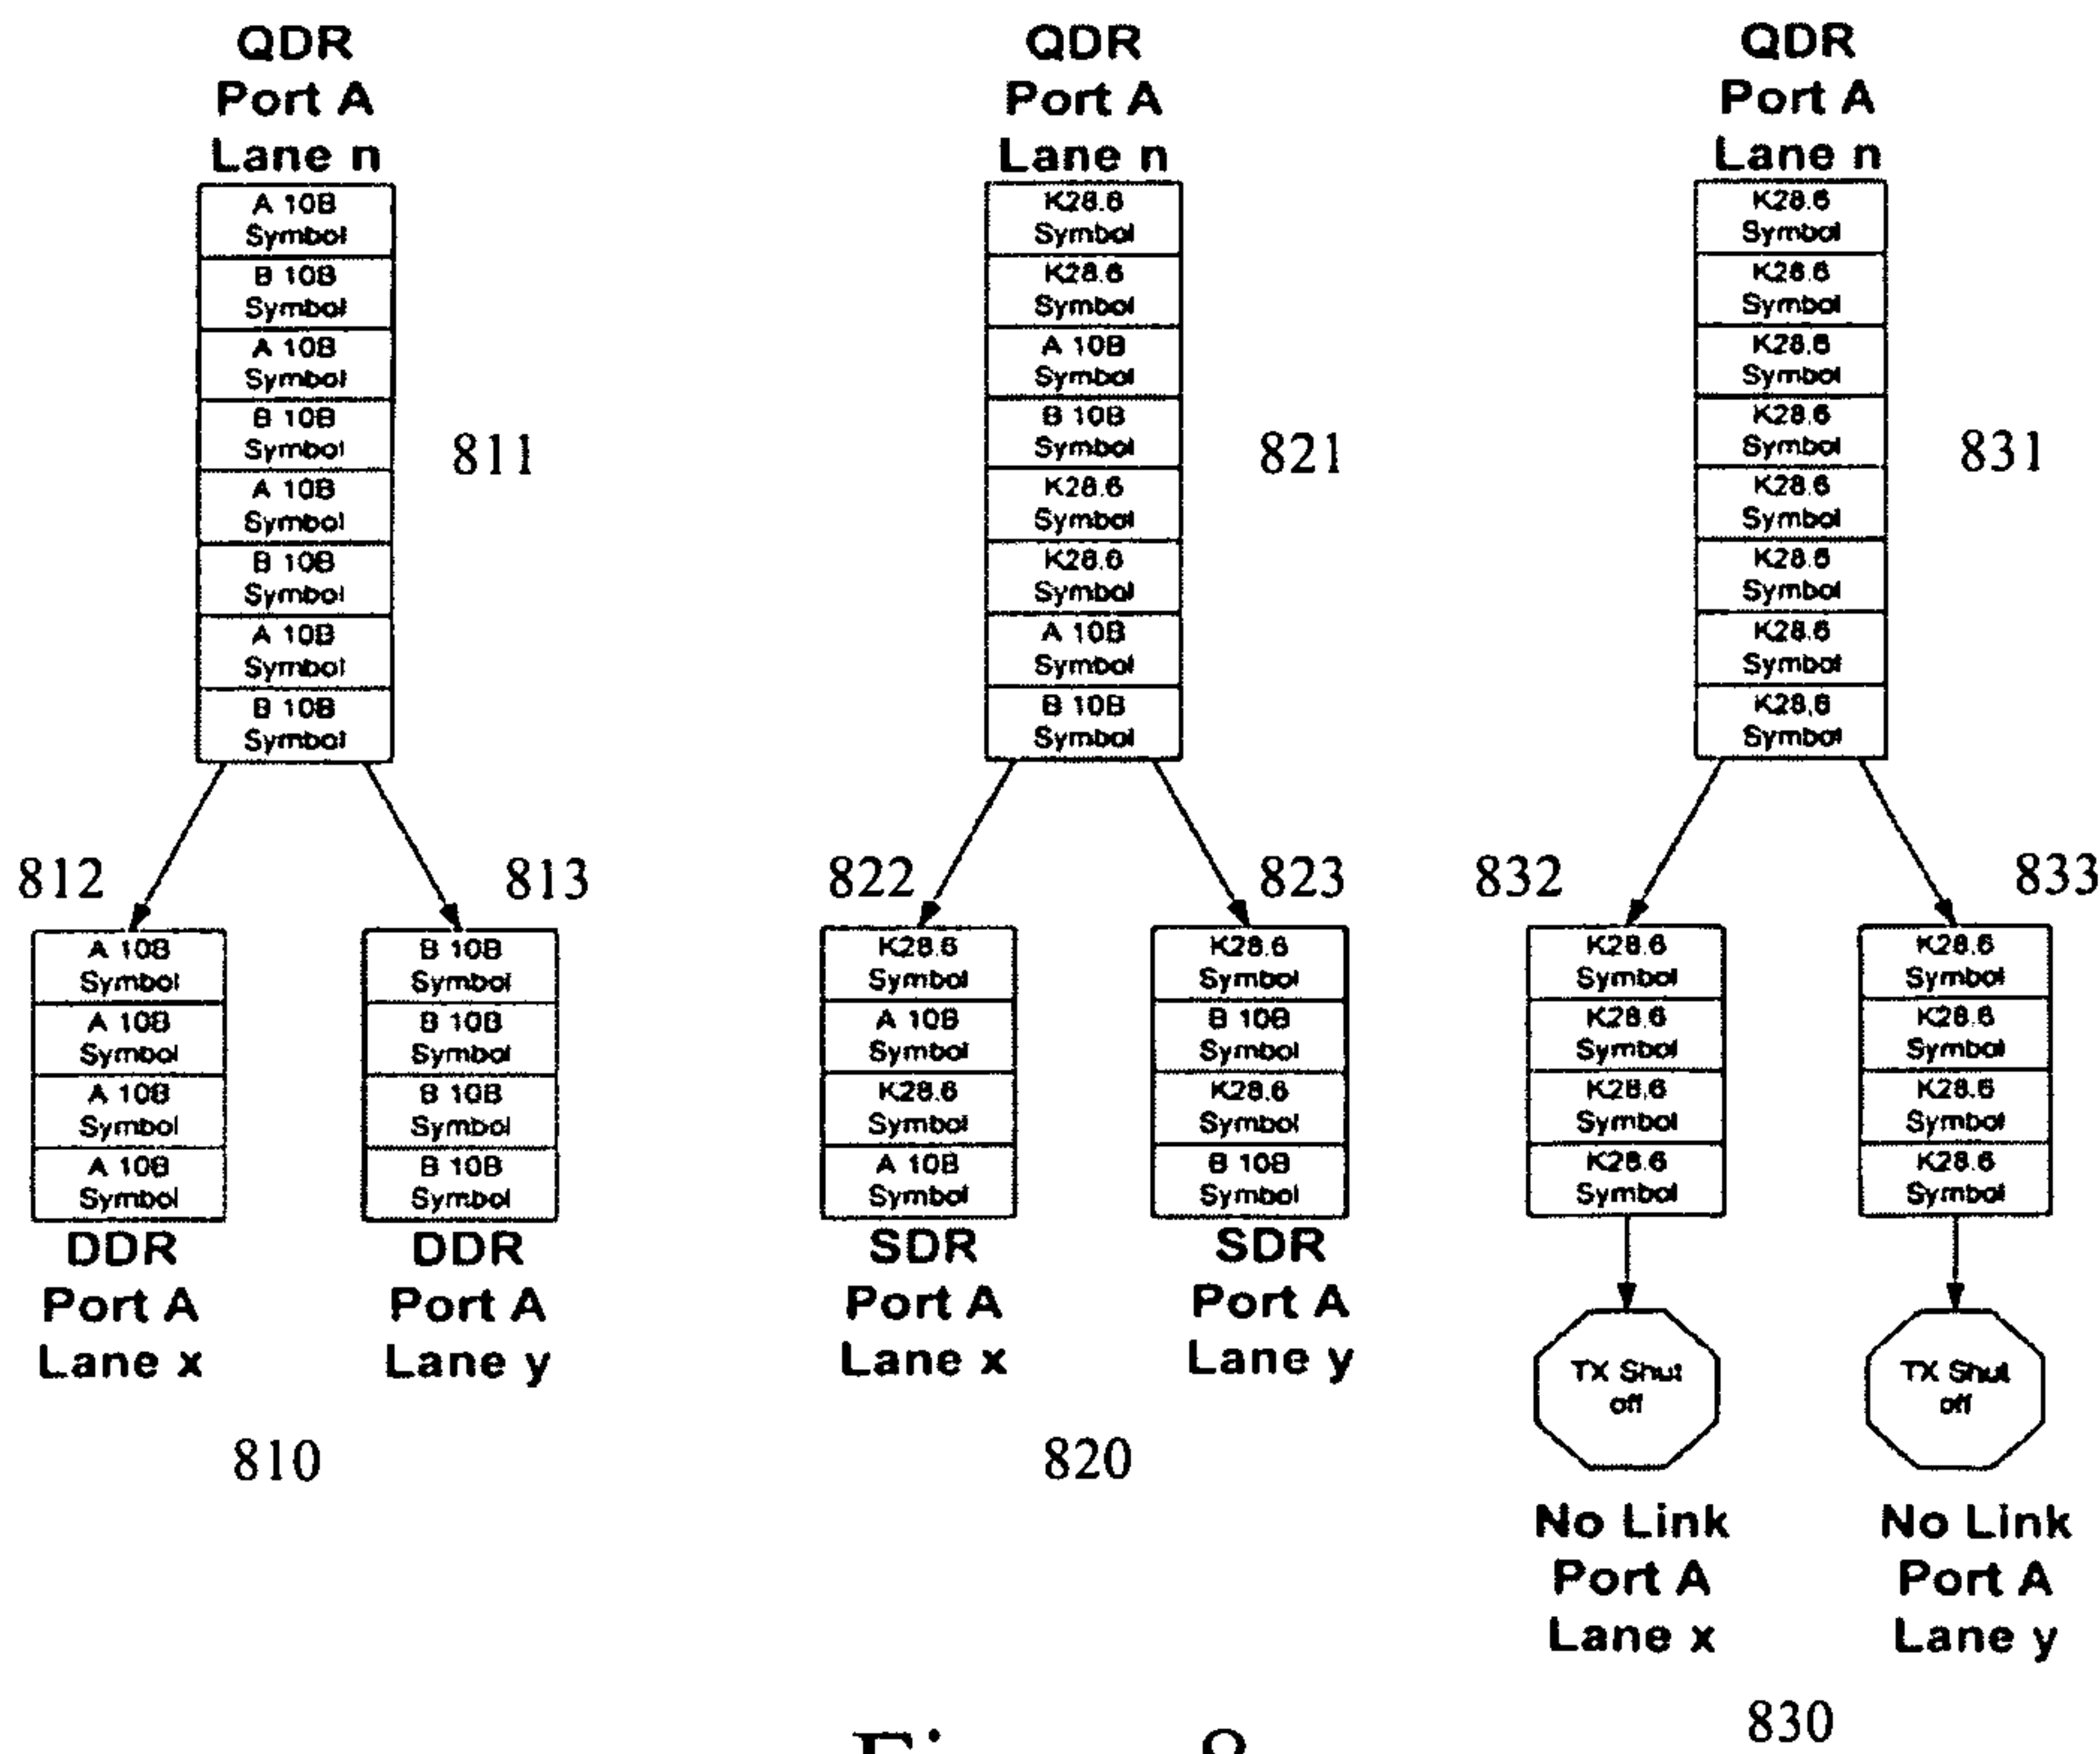 QDR
Port A
Lane n
A 10B
Symbol
B 10B
Symbol
A 10B
Symbol
B 10B
Symbol
A 10B
Symbol
B 10B
Symbol
A 10B
Symbol
B 10B
Symbol
811
812
813
A 10B
Symbol
A 10B
Symbol
A 10B
Symbol
A 10B
Symbol
B 10B
Symbol
B 10B
Symbol
B 10B
Symbol
B 10B
Symbol
DDR
Port A
Lane x
DDR
Port A
Lane y
810
QDR
Port A
Lane n
K28.6
Symbol
K28.6
Symbol
A 10B
Symbol
B 10B
Symbol
K28.6
Symbol
K28.6
Symbol
A 10B
Symbol
B 10B
Symbol
821
822
823
K28.6
Symbol
A 10B
Symbol
K28.6
Symbol
A 10B
Symbol
K28.6
Symbol
B 10B
Symbol
K28.6
Symbol
B 10B
Symbol
SDR
Port A
Lane x
SDR
Port A
Lane y
820
QDR
Port A
Lane n
K28.6
Symbol
K28.6
Symbol
K28.6
Symbol
K28.6
Symbol
K28.6
Symbol
K28.6
Symbol
K28.6
Symbol
K28.6
Symbol
831
832
833
K28.6
Symbol
K28.6
Symbol
K28.6
Symbol
K28.6
Symbol
K28.6
Symbol
K28.6
Symbol
K28.6
Symbol
K28.6
Symbol
TX Shut
off
TX Shut
off
No Link
Port A
Lane x
No Link
Port A
Lane y
830